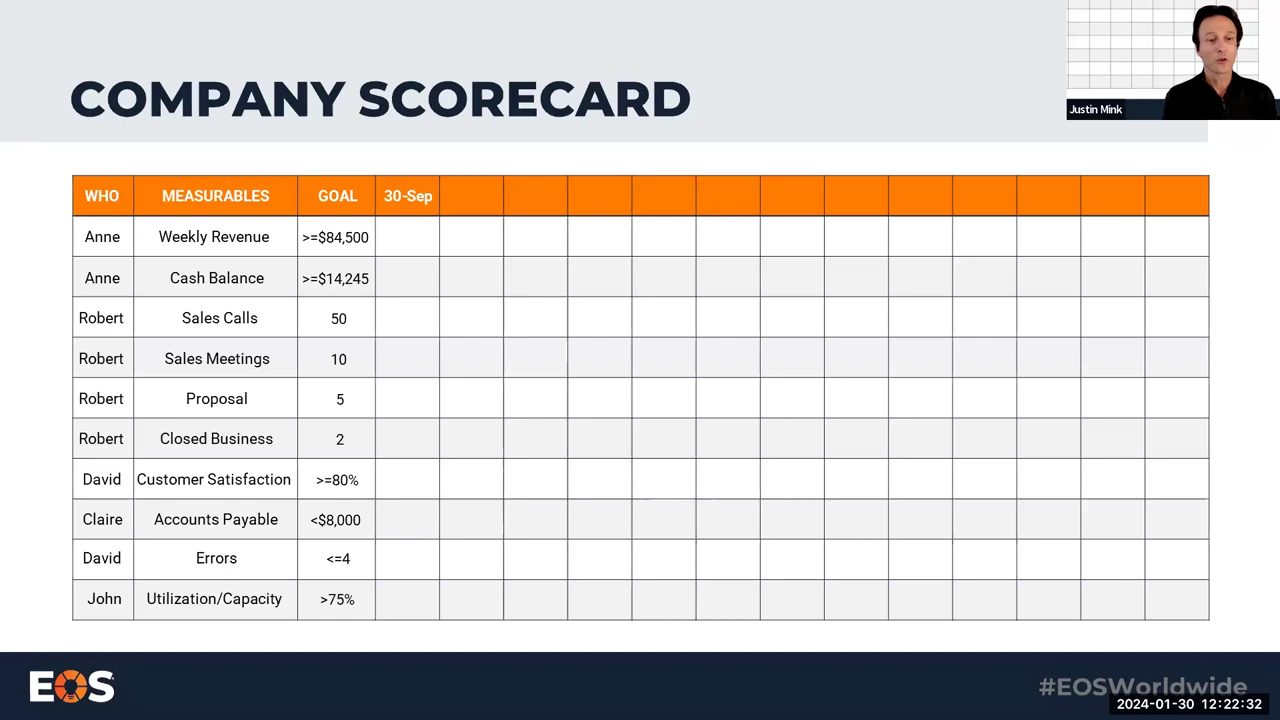 COMPANY SCORECARD
Justin Mink
WHO MEASURABLES GOAL 30-Sep
Anne Weekly Revenue >=$84,500
Anne Cash Balance >=$14,245
Robert Sales Calls 50
Robert Sales Meetings 10
Robert Proposal 5
Robert Closed Business 2
David Customer Satisfaction >=80%
Claire Accounts Payable <$8,000
David Errors <=4
John Utilization/Capacity >75%
EOS
#EOSWorldwide
2024-01-30 12:22:32